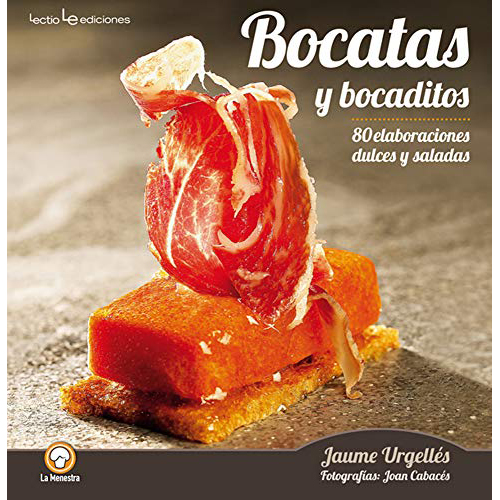 Lectio Le ediciones
Bocatas
y bocaditos
80 elaboraciones
dulces y saladas
Jaume Urgellés
Fotografías: Joan Cabacés
La Menestra